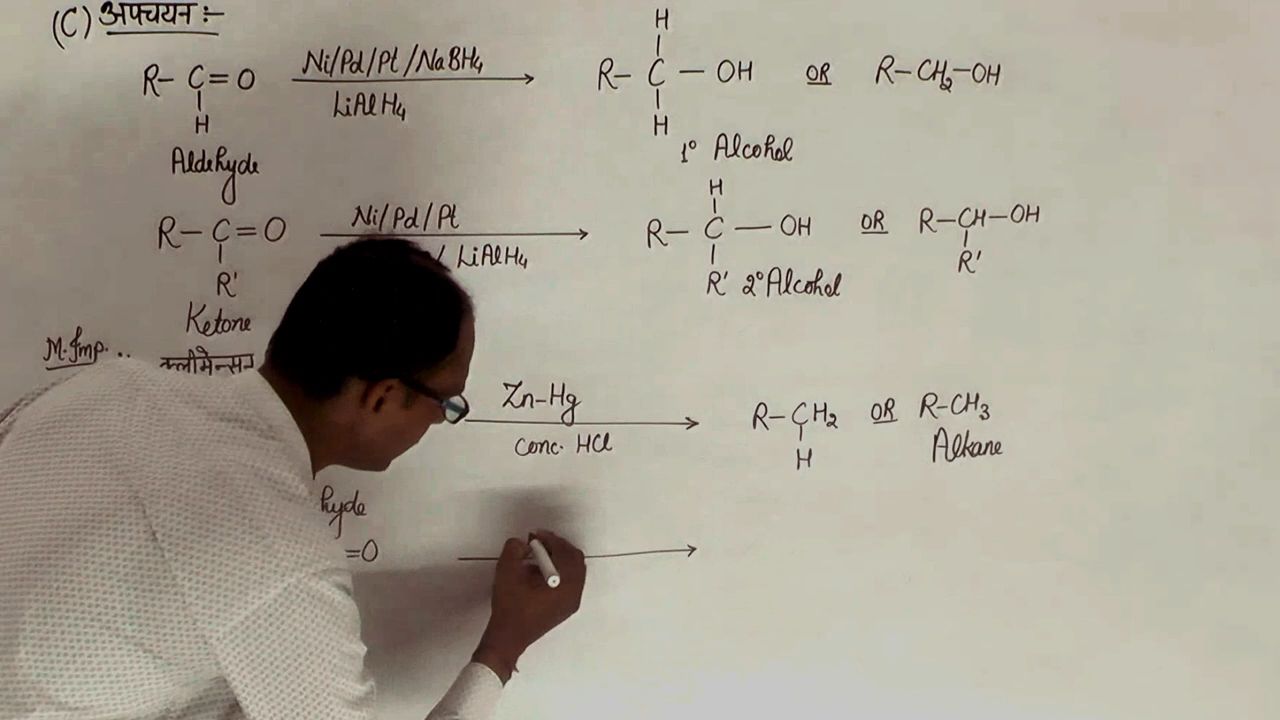 (C) अपचयन :-
H
R- C = O Ni/Pd/Pt/NaBH4 R- C - OH OR R-CH2-OH
LiAlH4
H H
Aldehyde 1° Alcohol
H
R- C = O Ni/Pd/Pt R- C - OH OR R-CH-OH
/ LiAlH4
R' R' 2° Alcohol R'
Ketone
M. Imp. .. क्लीमेन्सन
Zn-Hg R-CH2 OR R-CH3
Conc. HCl H Alkane
hyde
=O